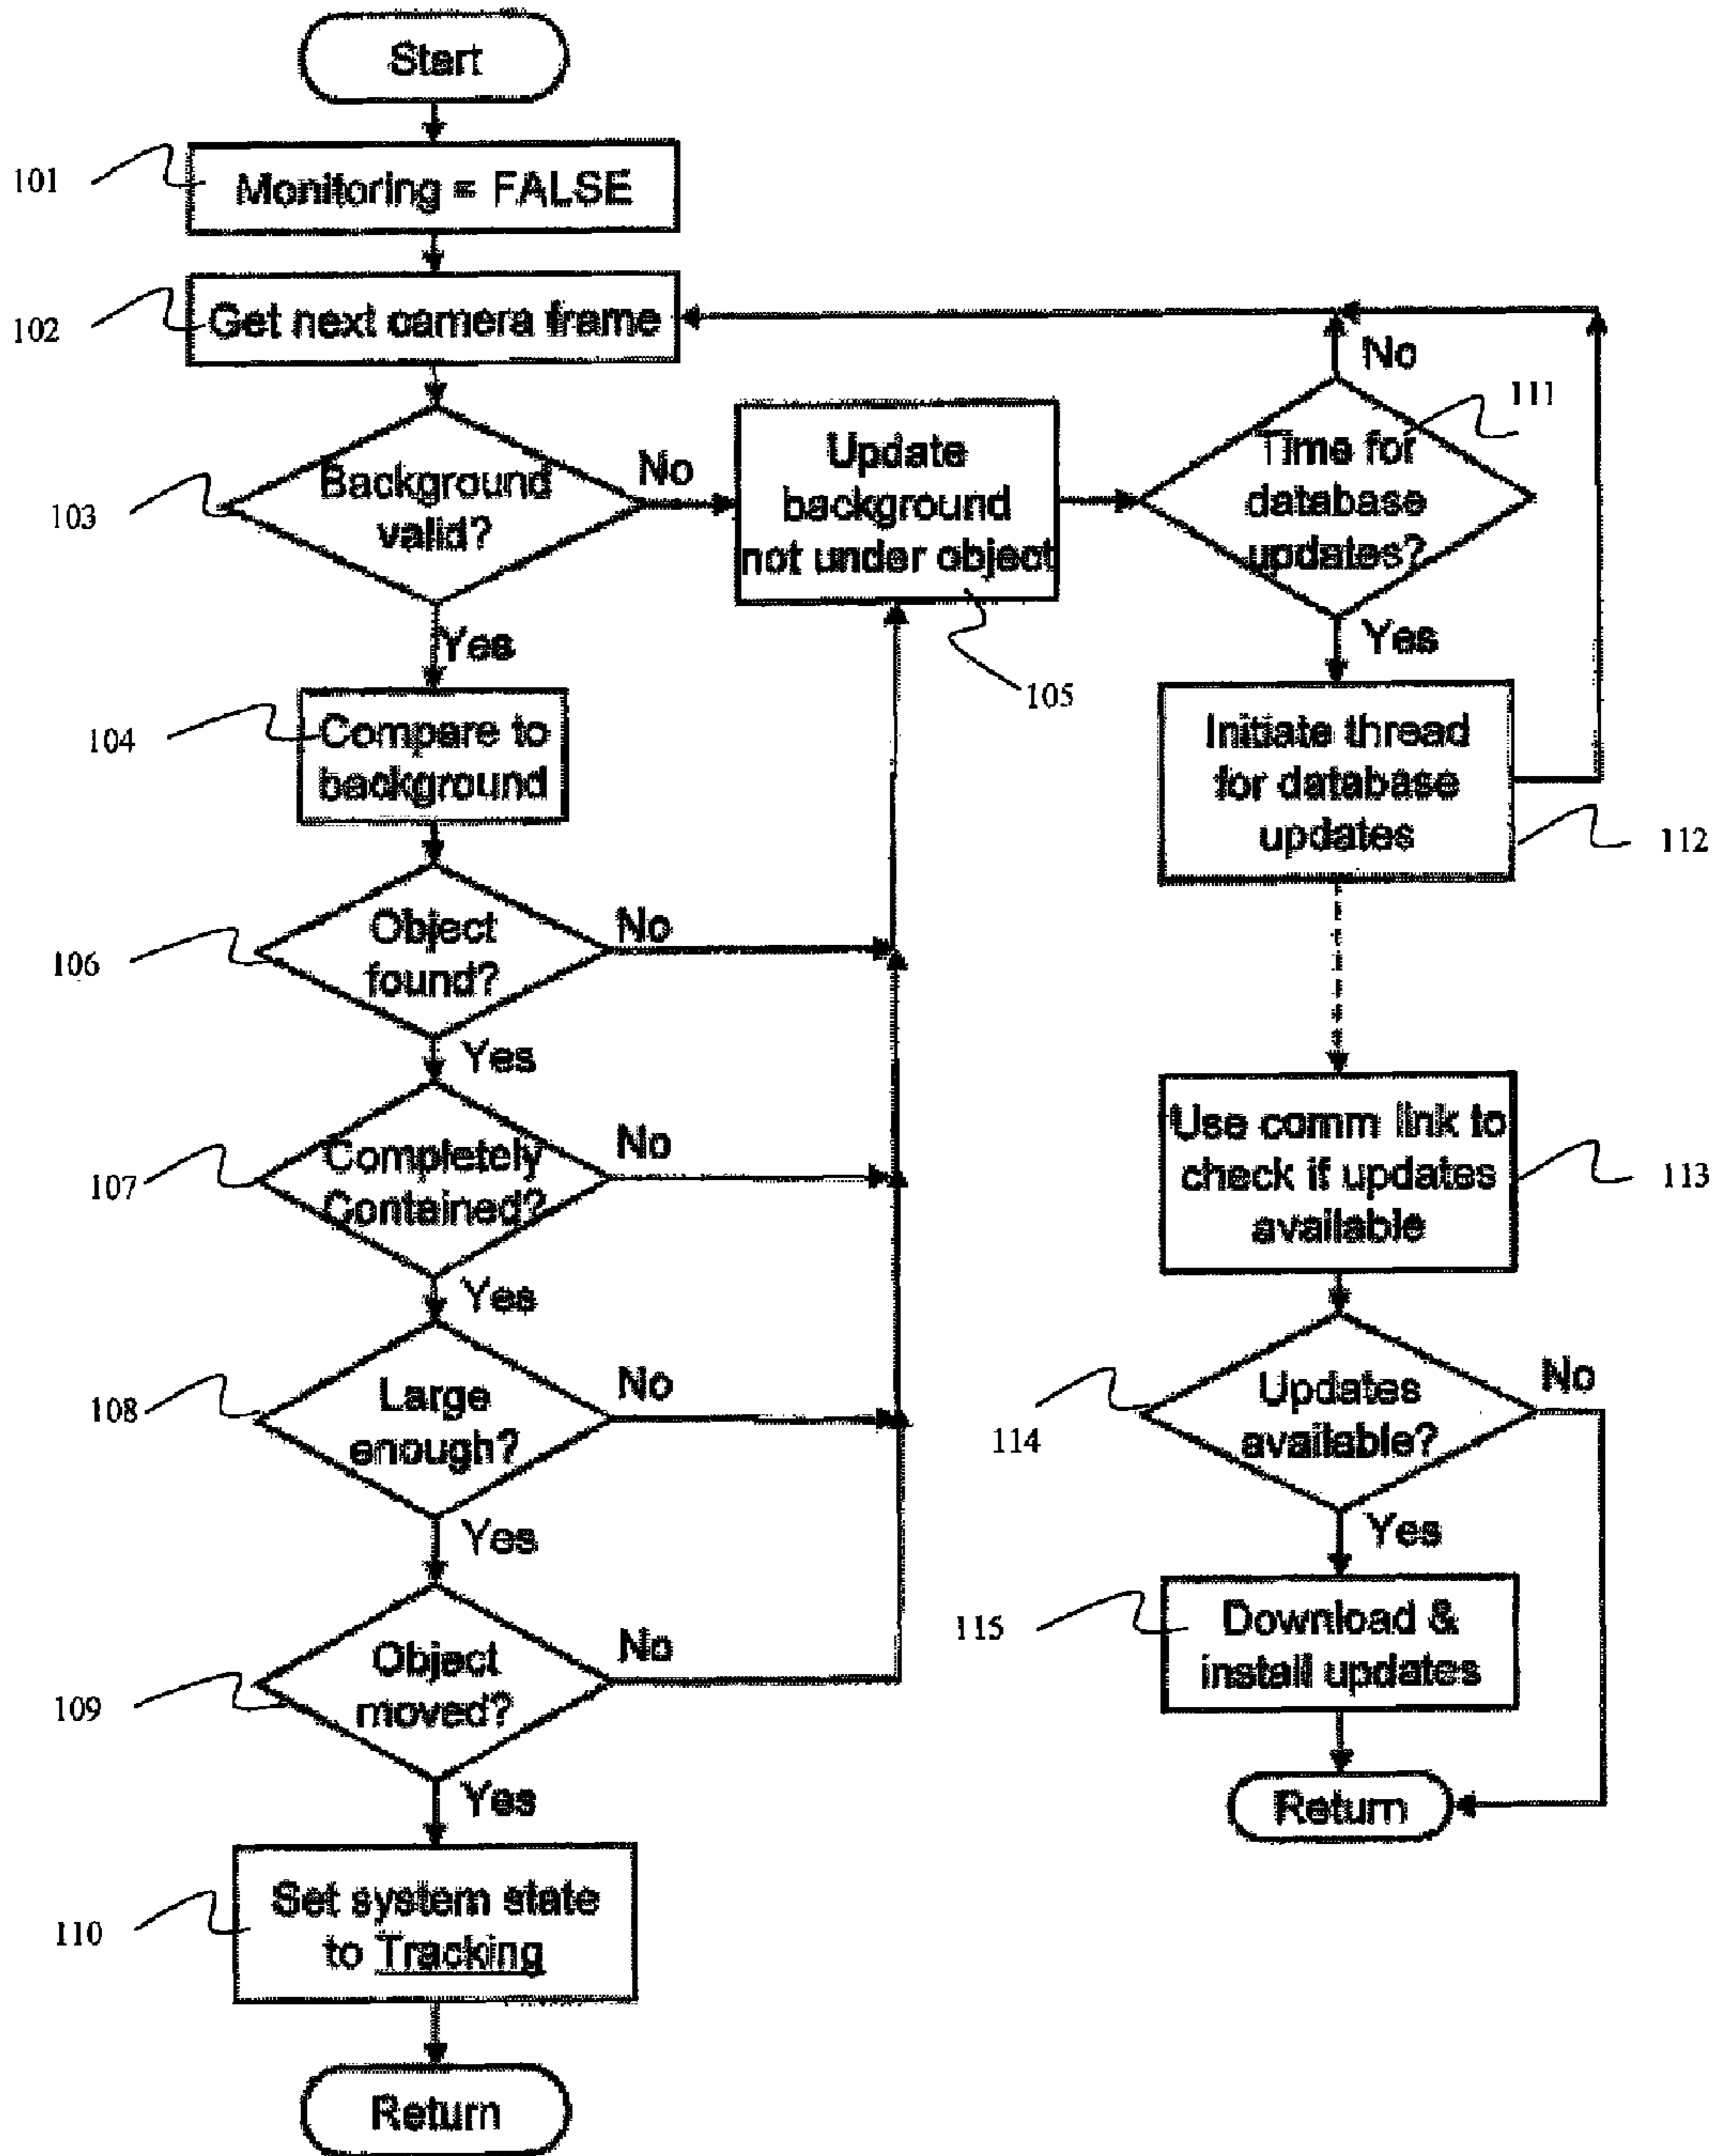 Start
101
Monitoring = FALSE
102
Get next camera frame
103
Background
valid?
No
Yes
Update
background
not under object
105
No
111
Time for
database
updates?
Yes
104
Compare to
background
Initiate thread
for database
updates
112
106
Object
found?
No
Yes
107
Completely
Contained?
No
Yes
Use comm link to
check if updates
available
113
108
Large
enough?
No
Yes
114
Updates
available?
No
Yes
109
Object
moved?
No
Yes
115
Download &
install updates
Return
110
Set system state
to Tracking
Return